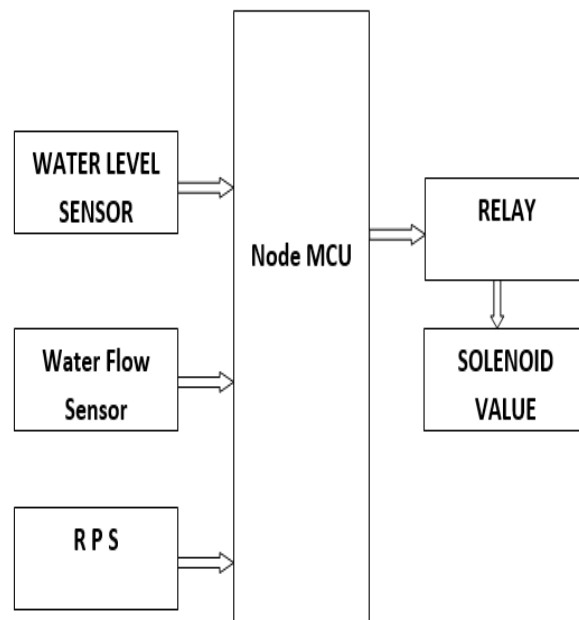 WATER LEVEL
SENSOR
Node MCU
RELAY
Water Flow
Sensor
SOLENOID
VALUE
R P S